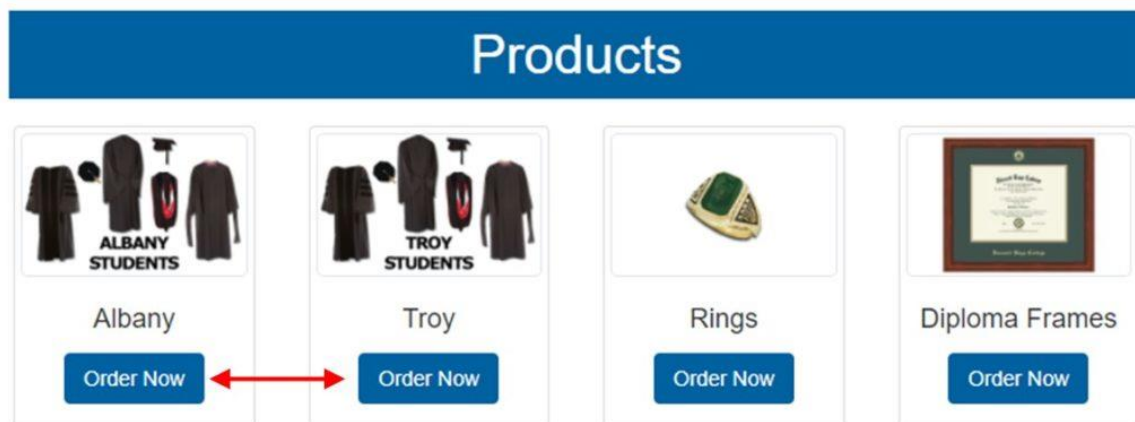 Products
ALBANY
STUDENTS
TROY
STUDENTS
Albany
Troy
Rings
Diploma Frames
Order Now
Order Now
Order Now
Order Now